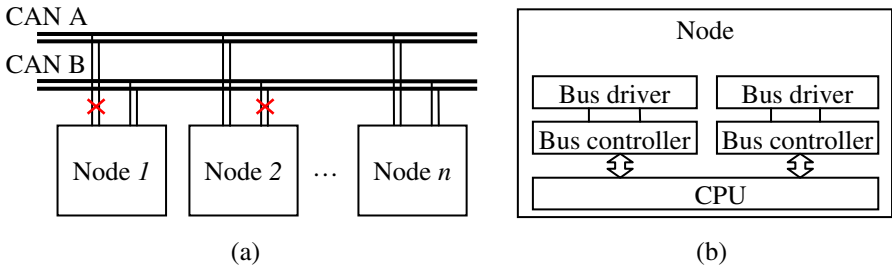 CAN A
CAN B
Node 1
Node 2
...
Node n
(a)
Node
Bus driver
Bus driver
Bus controller
Bus controller
CPU
(b)